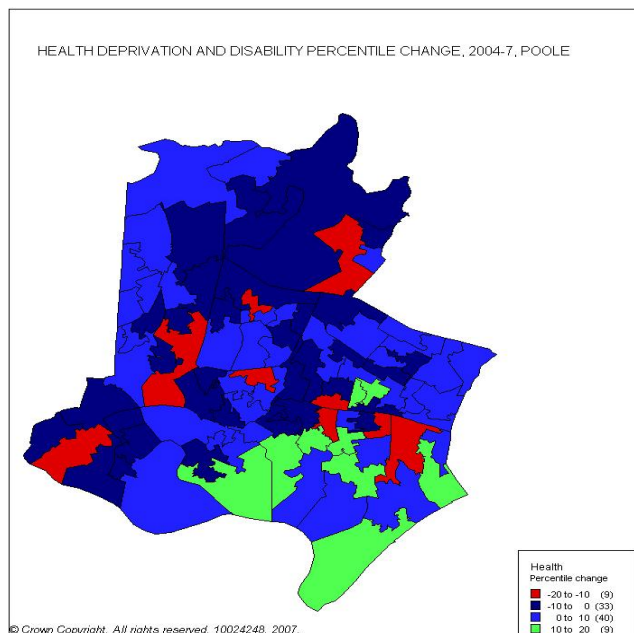 HEALTH DEPRIVATION AND DISABILITY PERCENTILE CHANGE, 2004-7, POOLE
Health
Percentile change
-20 to -10 (9)
-10 to 0 (33)
0 to 10 (40)
10 to 20 (9)
© Crown Copyright. All rights reserved. 10024248, 2007.